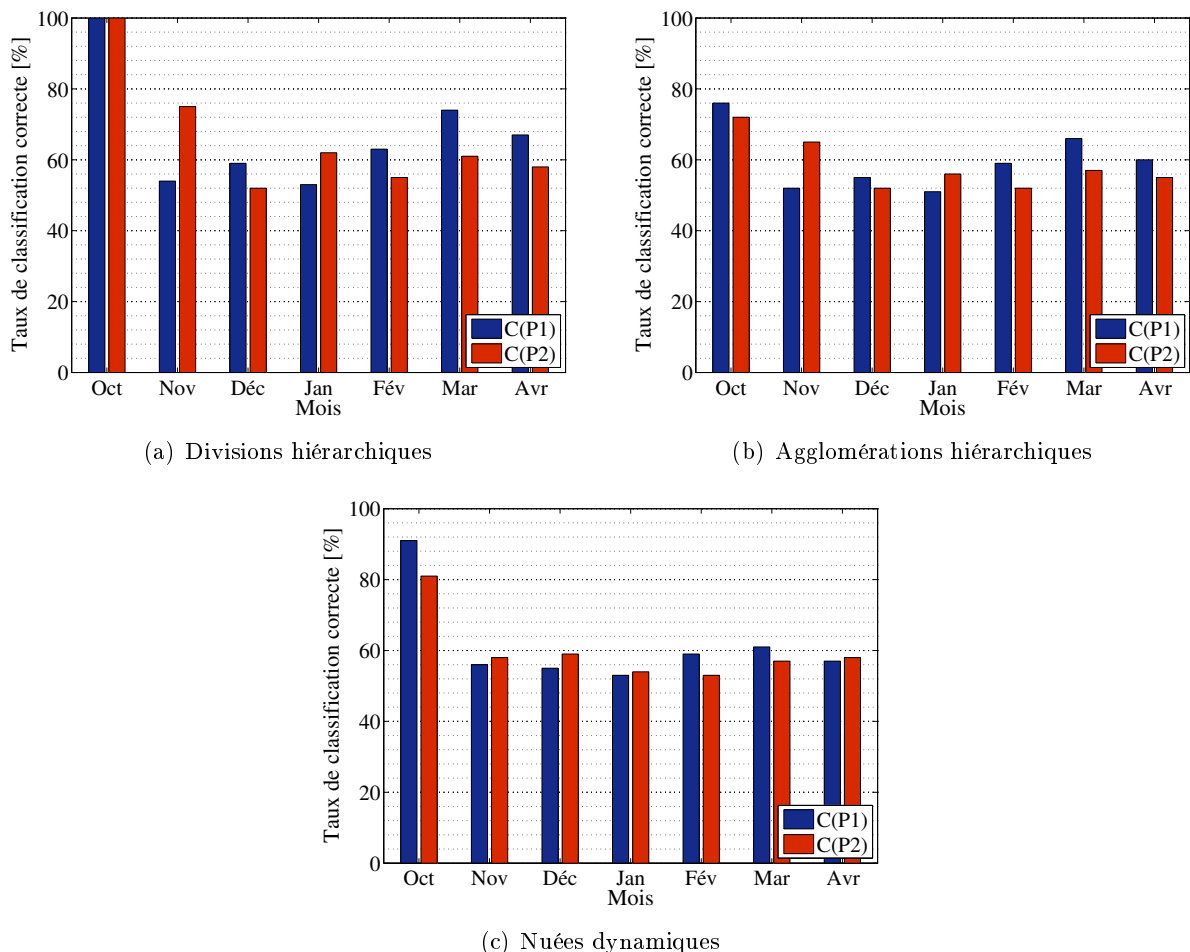 Taux de classification correcte [%]
100
80
60
40
20
0
Oct Nov Déc Jan Fév Mar Avr
Mois
C(P1)
C(P2)
(a) Divisions hiérarchiques
Taux de classification correcte [%]
100
80
60
40
20
0
Oct Nov Déc Jan Fév Mar Avr
Mois
C(P1)
C(P2)
(b) Agglomérations hiérarchiques
Taux de classification correcte [%]
100
80
60
40
20
0
Oct Nov Déc Jan Fév Mar Avr
Mois
C(P1)
C(P2)
(c) Nuées dynamiques